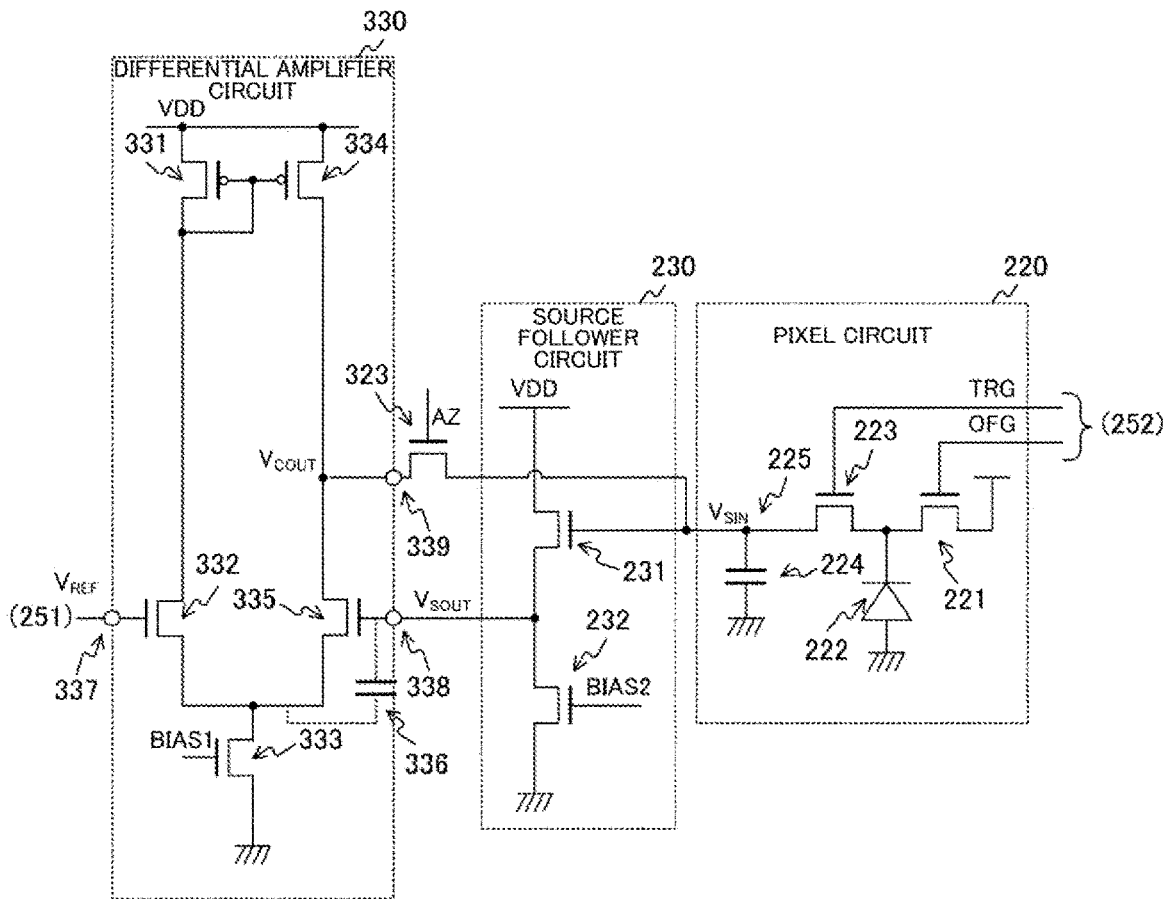 330
DIFFERENTIAL AMPLIFIER
CIRCUIT
VDD
331
334
230
220
SOURCE
FOLLOWER
CIRCUIT
PIXEL CIRCUIT
323
VDD
TRG
AZ
OFG
(252)
223
VCOUT
225
VSIN
339
332
231
224
VREF
335
221
(251)
VSOUT
232
222
337
338
BIAS2
BIAS1
333
336